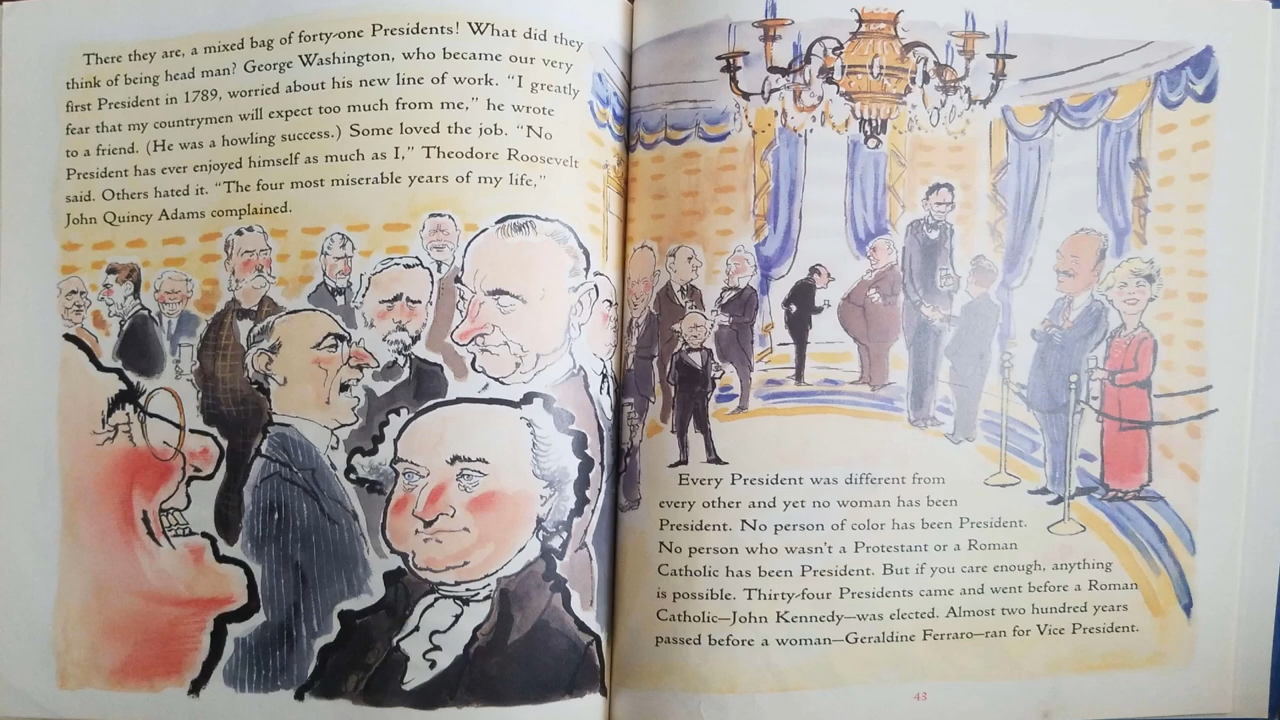 There they are, a mixed bag of forty-one Presidents! What did they
think of being head man? George Washington, who became our very
first President in 1789, worried about his new line of work. "I greatly
fear that my countrymen will expect too much from me," he wrote
to a friend. (He was a howling success.) Some loved the job. "No
President has ever enjoyed himself as much as I," Theodore Roosevelt
said. Others hated it. "The four most miserable years of my life,"
John Quincy Adams complained.
Every President was different from
every other and yet no woman has been
President. No person of color has been President.
No person who wasn't a Protestant or a Roman
Catholic has been President. But if you care enough, anything
is possible. Thirty-four Presidents came and went before a Roman
Catholic—John Kennedy—was elected. Almost two hundred years
passed before a woman—Geraldine Ferraro—ran for Vice President.
43